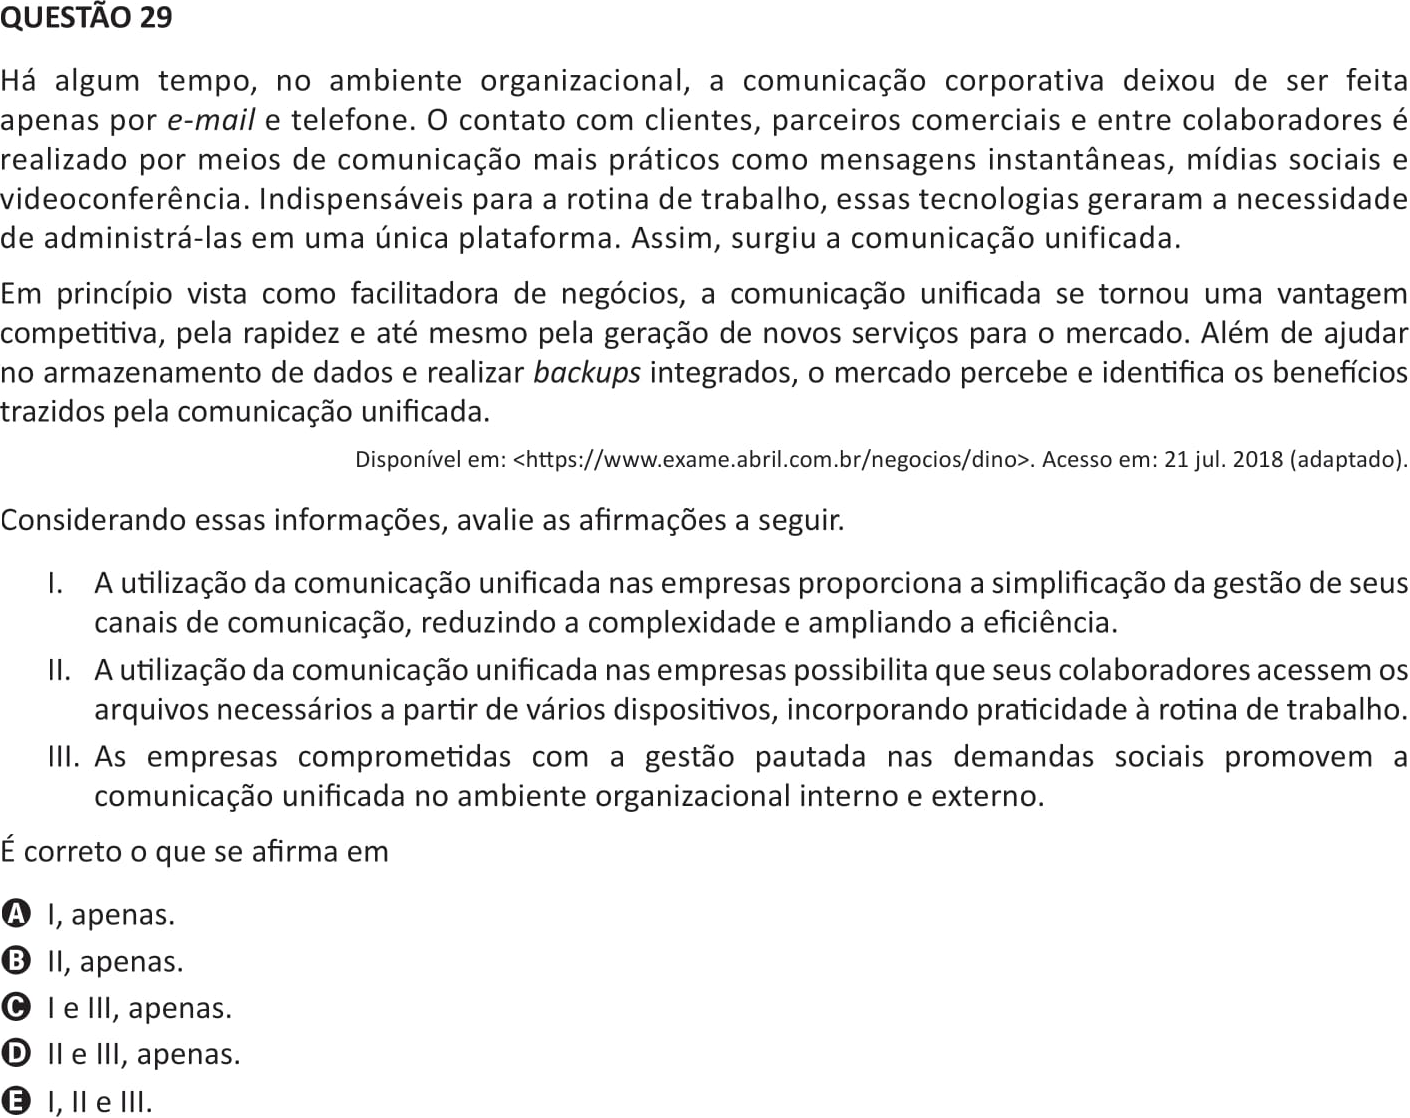 QUESTÃO 29
Há algum tempo, no ambiente organizacional, a comunicação corporativa deixou de ser feita
apenas por e-mail e telefone. O contato com clientes, parceiros comerciais e entre colaboradores é
realizado por meios de comunicação mais práticos como mensagens instantâneas, mídias sociais e
videoconferência. Indispensáveis para a rotina de trabalho, essas tecnologias geraram a necessidade
de administrá-las em uma única plataforma. Assim, surgiu a comunicação unificada.
Em princípio vista como facilitadora de negócios, a comunicação unificada se tornou uma vantagem
competitiva, pela rapidez e até mesmo pela geração de novos serviços para o mercado. Além de ajudar
no armazenamento de dados e realizar backups integrados, o mercado percebe e identifica os benefícios
trazidos pela comunicação unificada.
Disponível em: <https://www.exame.abril.com.br/negocios/dino>. Acesso em: 21 jul. 2018 (adaptado).
Considerando essas informações, avalie as afirmações a seguir.
I. A utilização da comunicação unificada nas empresas proporciona a simplificação da gestão de seus
canais de comunicação, reduzindo a complexidade e ampliando a eficiência.
II. A utilização da comunicação unificada nas empresas possibilita que seus colaboradores acessem os
arquivos necessários a partir de vários dispositivos, incorporando praticidade à rotina de trabalho.
III. As empresas comprometidas com a gestão pautada nas demandas sociais promovem a
comunicação unificada no ambiente organizacional interno e externo.
É correto o que se afirma em
A I, apenas.
B II, apenas.
C I e III, apenas.
D II e III, apenas.
E I, II e III.